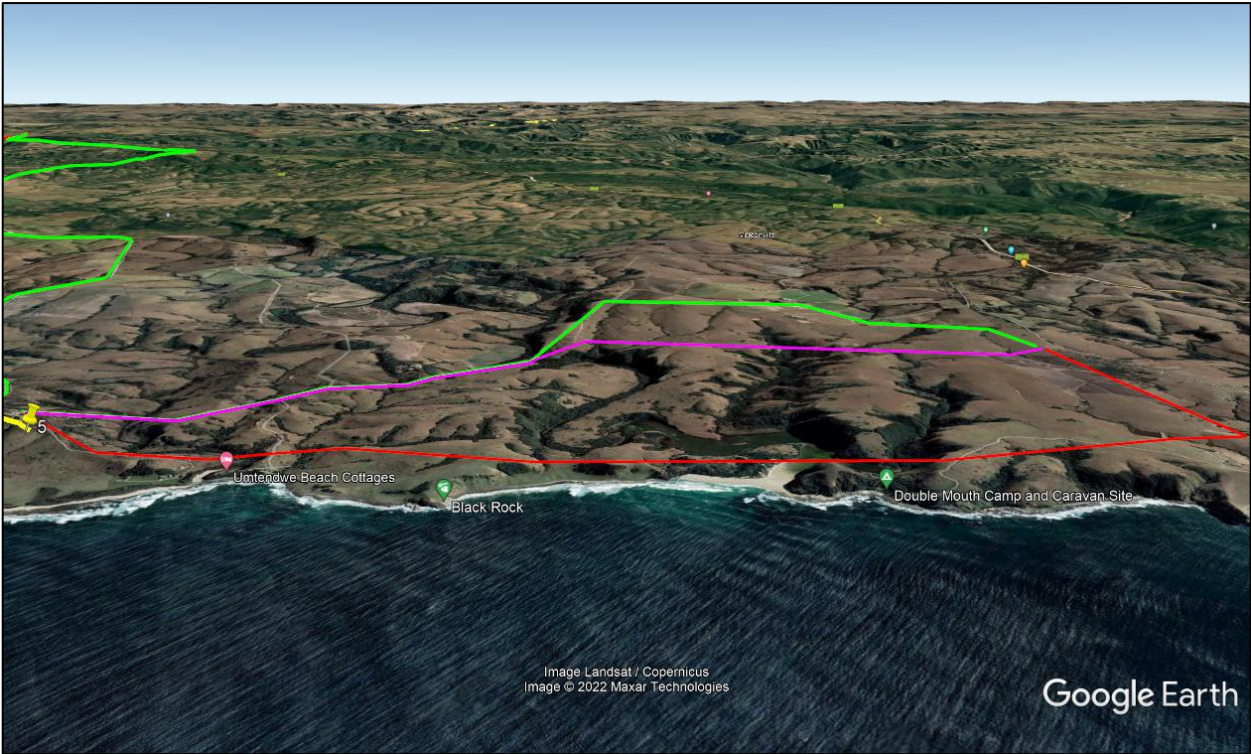 5
Umtendwe Beach Cottages
Black Rock
Double Mouth Camp and Caravan Site
Image Landsat / Copernicus
Image © 2022 Maxar Technologies
Google Earth